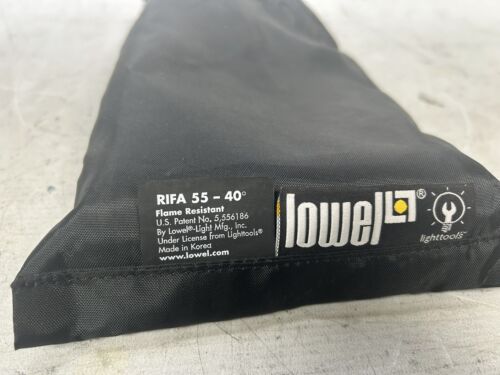 RIFA 55 – 40°
Flame Resistant
U.S. Patent No. 5,556186
By Lowel®-Light Mfg., Inc.
Under License from Lighttools®
Made in Korea
www.lowel.com
lowel®
lighttools™